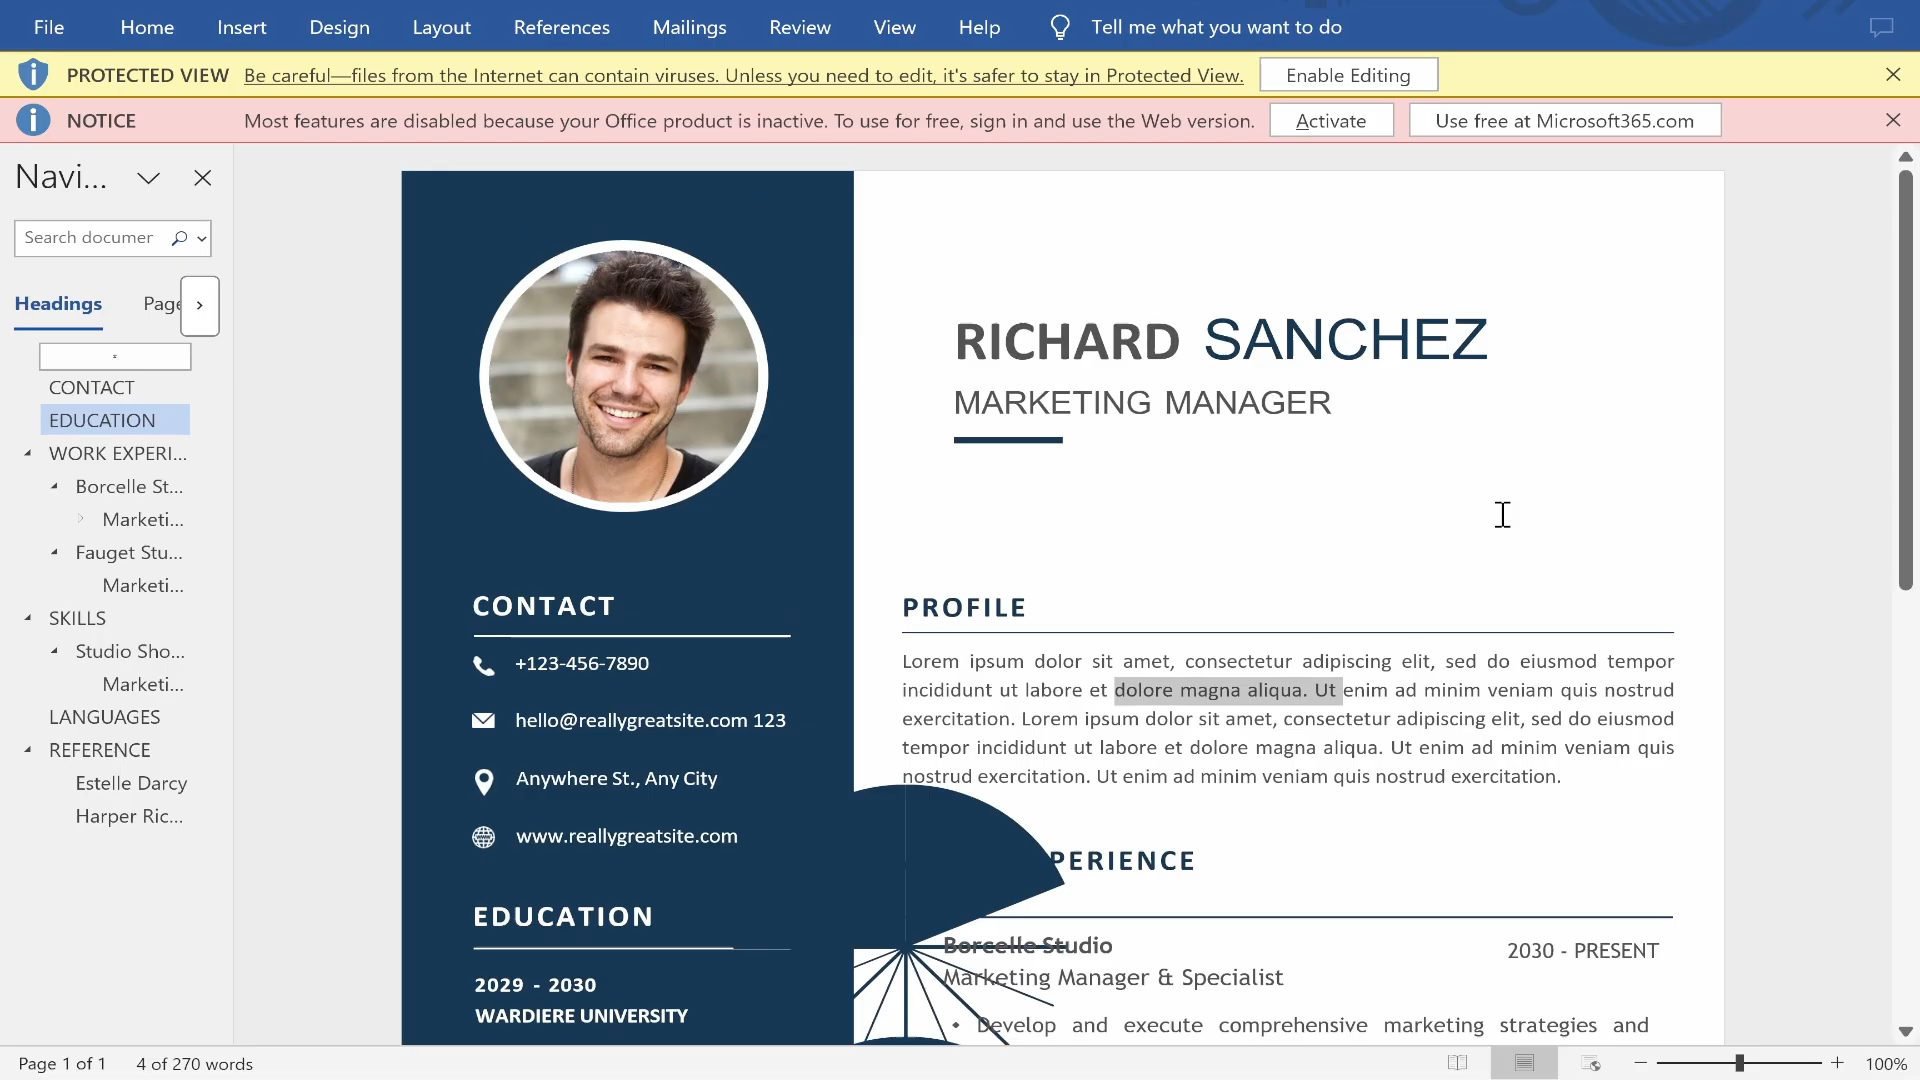 File Home Insert Design Layout References Mailings Review View Help Tell me what you want to do
PROTECTED VIEW Be careful—files from the Internet can contain viruses. Unless you need to edit, it's safer to stay in Protected View. Enable Editing
NOTICE Most features are disabled because your Office product is inactive. To use for free, sign in and use the Web version. Activate Use free at Microsoft365.com
Navi...
Search documer
Headings Page
CONTACT
EDUCATION
WORK EXPERI...
Borcelle St...
Marketi...
Fauget Stu...
Marketi...
SKILLS
Studio Sho...
Marketi...
LANGUAGES
REFERENCE
Estelle Darcy
Harper Ric...
CONTACT
+123-456-7890
hello@reallygreatsite.com 123
Anywhere St., Any City
www.reallygreatsite.com
EDUCATION
2029 - 2030
WARDIERE UNIVERSITY
RICHARD SANCHEZ
MARKETING MANAGER
PROFILE
Lorem ipsum dolor sit amet, consectetur adipiscing elit, sed do eiusmod tempor
incididunt ut labore et dolore magna aliqua. Ut enim ad minim veniam quis nostrud
exercitation. Lorem ipsum dolor sit amet, consectetur adipiscing elit, sed do eiusmod
tempor incididunt ut labore et dolore magna aliqua. Ut enim ad minim veniam quis
nostrud exercitation. Ut enim ad minim veniam quis nostrud exercitation.
PERIENCE
Borcelle Studio
2030 - PRESENT
Marketing Manager & Specialist
• Develop and execute comprehensive marketing strategies and
Page 1 of 1 4 of 270 words
100%